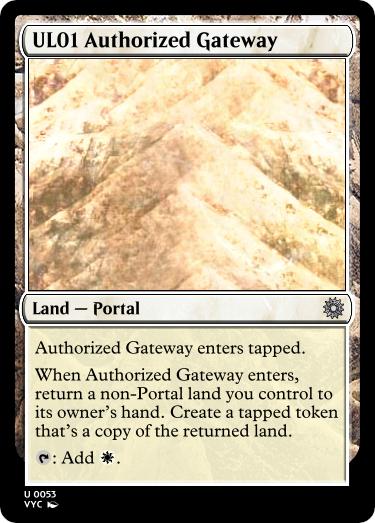 UL01 Authorized Gateway
Land — Portal
Authorized Gateway enters tapped.
When Authorized Gateway enters,
return a non-Portal land you control to
its owner's hand. Create a tapped token
that's a copy of the returned land.
: Add .
U 0053
VYC